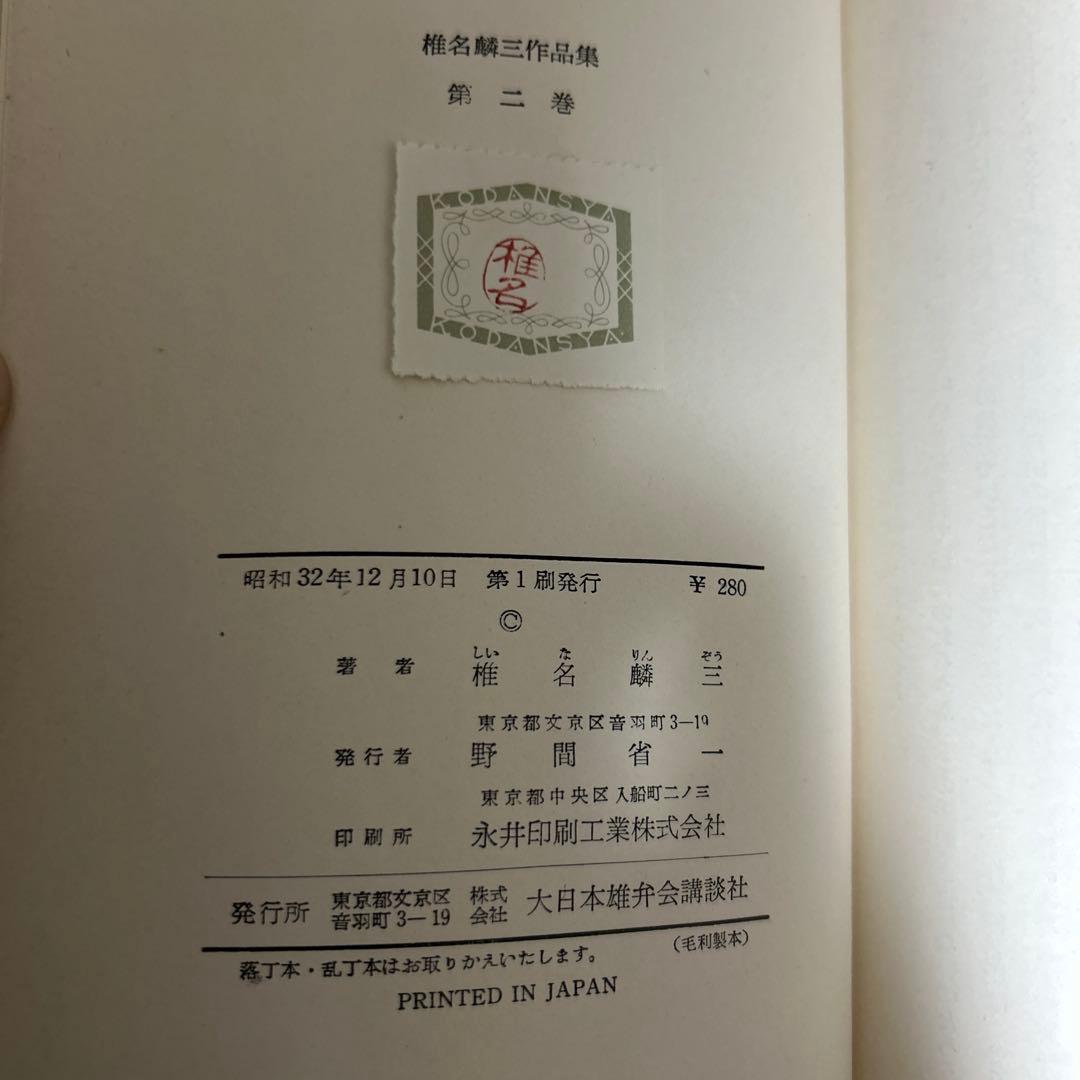 椎名麟三作品集
第二巻
KODANSYA
椎名
KODANSYA
昭和32年12月10日 第1刷発行 ¥280
©
しいなりんぞう
著者 椎名麟三
東京都文京区音羽町3―19
発行者 野間省一
東京都中央区入船町二ノ三
印刷所 永井印刷工業株式会社
発行所 東京都文京区音羽町3―19 株式会社 大日本雄弁会講談社
落丁本・乱丁本はお取りかえいたします。 (毛利製本)
PRINTED IN JAPAN